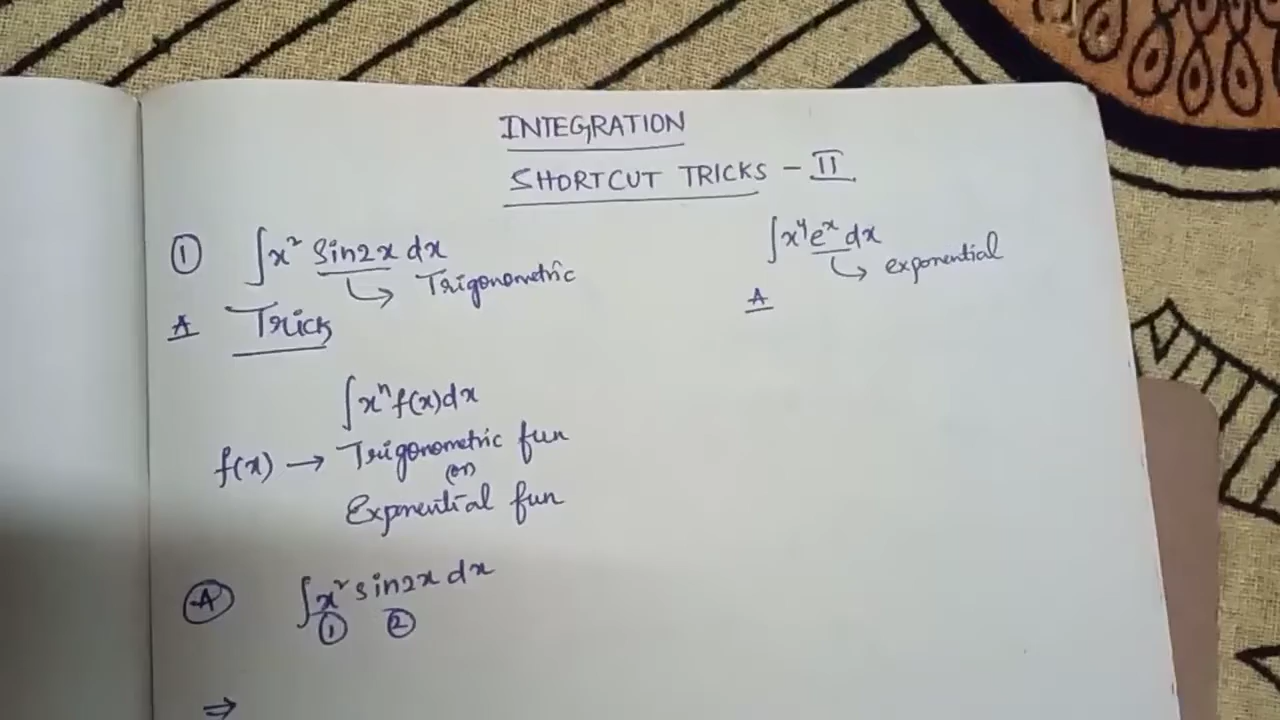 INTEGRATION
SHORTCUT TRICKS - II
① ∫x² Sin2x dx
↳ Trigonometric
A Trick
∫xⁿ f(x)dx
f(x) → Trigonometric fun
(or)
Exponential fun
Ⓐ ∫x² sin2x dx
① ②
⇒
∫x⁴eˣ dx
↳ exponential
A